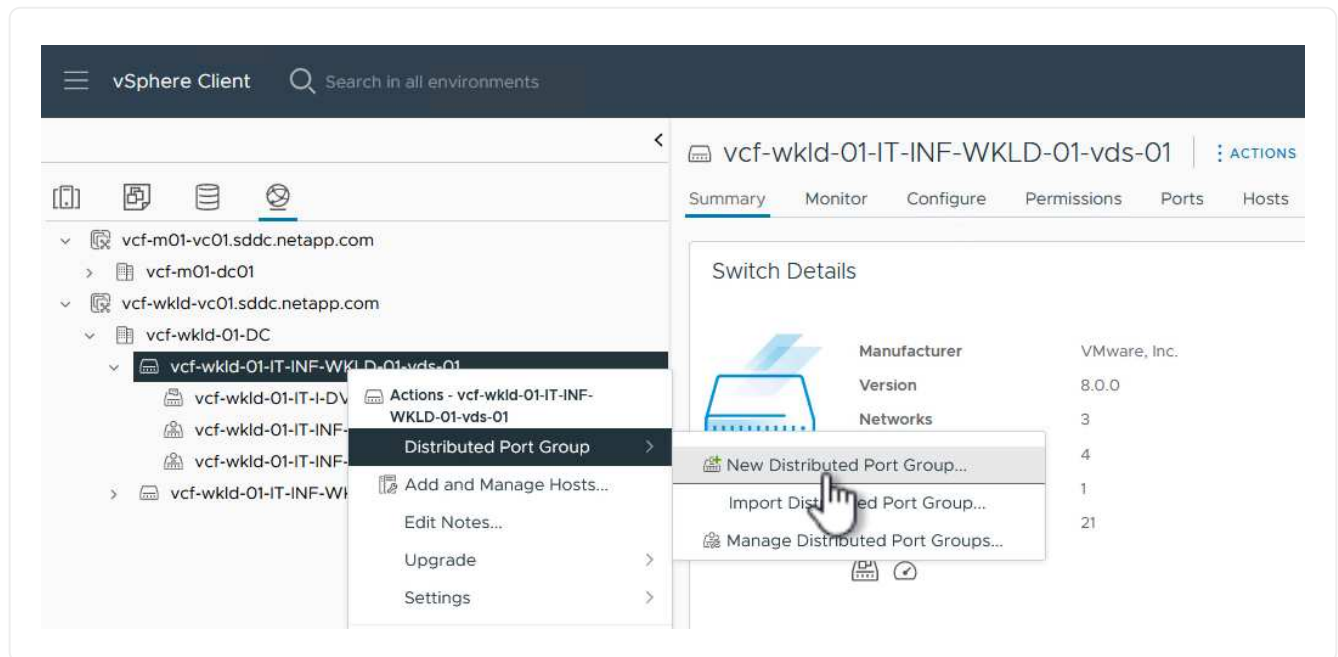 vSphere Client
Search in all environments
vcf-wkld-01-IT-INF-WKLD-01-vds-01
ACTIONS
Summary Monitor Configure Permissions Ports Hosts
vcf-m01-vc01.sddc.netapp.com
vcf-m01-dc01
vcf-wkld-vc01.sddc.netapp.com
vcf-wkld-01-DC
vcf-wkld-01-IT-INF-WKLD-01-vds-01
vcf-wkld-01-IT-I-DV
vcf-wkld-01-IT-INF-
vcf-wkld-01-IT-INF-
vcf-wkld-01-IT-INF-WK
Actions - vcf-wkld-01-IT-INF-
WKLD-01-vds-01
Distributed Port Group
Add and Manage Hosts...
Edit Notes...
Upgrade
Settings
New Distributed Port Group...
Import Distributed Port Group...
Manage Distributed Port Groups...
Switch Details
Manufacturer VMware, Inc.
Version 8.0.0
Networks 3
4
1
21